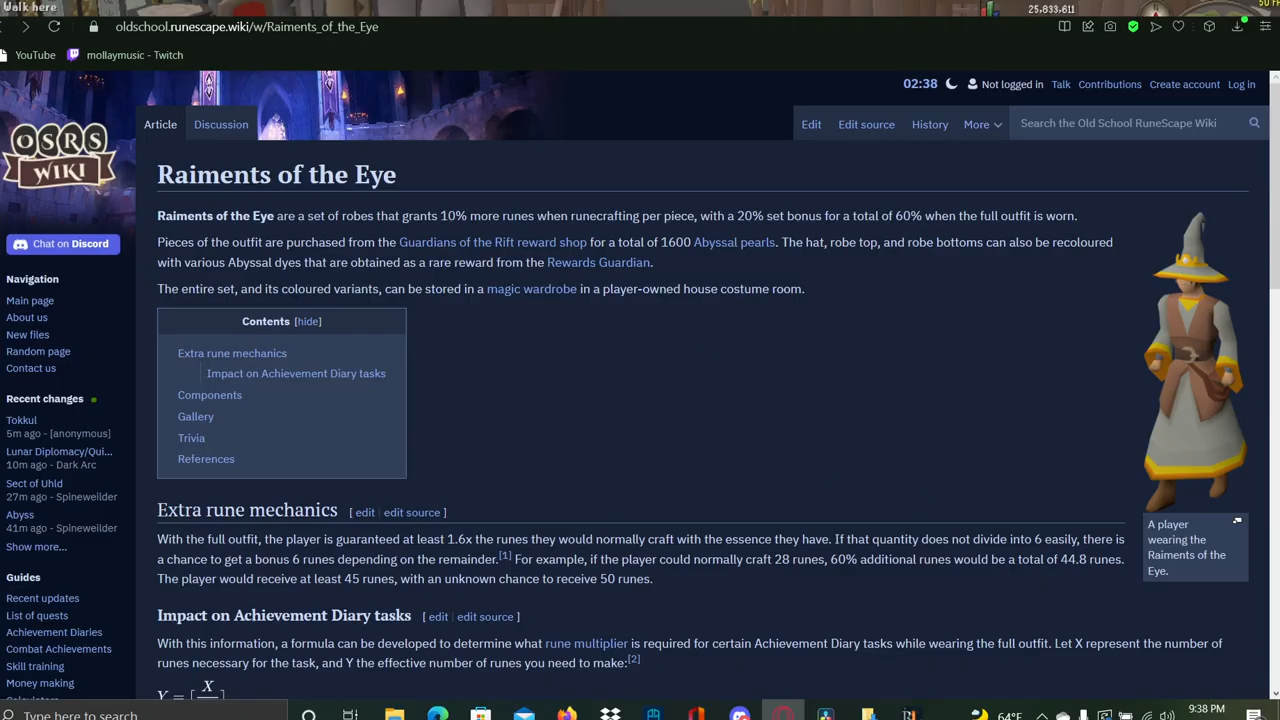 Walk here
25,833,611
50 FP
oldschool.runescape.wiki/w/Raiments_of_the_Eye
YouTube mollaymusic - Twitch
02:38 Not logged in Talk Contributions Create account Log in
Article Discussion Edit Edit source History More Search the Old School RuneScape Wiki
OSRS
WIKI
Chat on Discord
Navigation
Main page
About us
New files
Random page
Contact us
Recent changes
Tokkul
5m ago - [anonymous]
Lunar Diplomacy/Qui...
10m ago - Dark Arc
Sect of Uhld
27m ago - Spineweilder
Abyss
41m ago - Spineweilder
Show more...
Guides
Recent updates
List of quests
Achievement Diaries
Combat Achievements
Skill training
Money making
Raiments of the Eye
Raiments of the Eye are a set of robes that grants 10% more runes when runecrafting per piece, with a 20% set bonus for a total of 60% when the full outfit is worn.
Pieces of the outfit are purchased from the Guardians of the Rift reward shop for a total of 1600 Abyssal pearls. The hat, robe top, and robe bottoms can also be recoloured
with various Abyssal dyes that are obtained as a rare reward from the Rewards Guardian.
The entire set, and its coloured variants, can be stored in a magic wardrobe in a player-owned house costume room.
Contents [hide]
Extra rune mechanics
Impact on Achievement Diary tasks
Components
Gallery
Trivia
References
A player
wearing the
Raiments of the
Eye.
Extra rune mechanics [ edit | edit source ]
With the full outfit, the player is guaranteed at least 1.6x the runes they would normally craft with the essence they have. If that quantity does not divide into 6 easily, there is
a chance to get a bonus 6 runes depending on the remainder.[1] For example, if the player could normally craft 28 runes, 60% additional runes would be a total of 44.8 runes.
The player would receive at least 45 runes, with an unknown chance to receive 50 runes.
Impact on Achievement Diary tasks [ edit | edit source ]
With this information, a formula can be developed to determine what rune multiplier is required for certain Achievement Diary tasks while wearing the full outfit. Let X represent the number of
runes necessary for the task, and Y the effective number of runes you need to make:[2]
Y = ⌈ X
Type here to search
64°F
9:38 PM